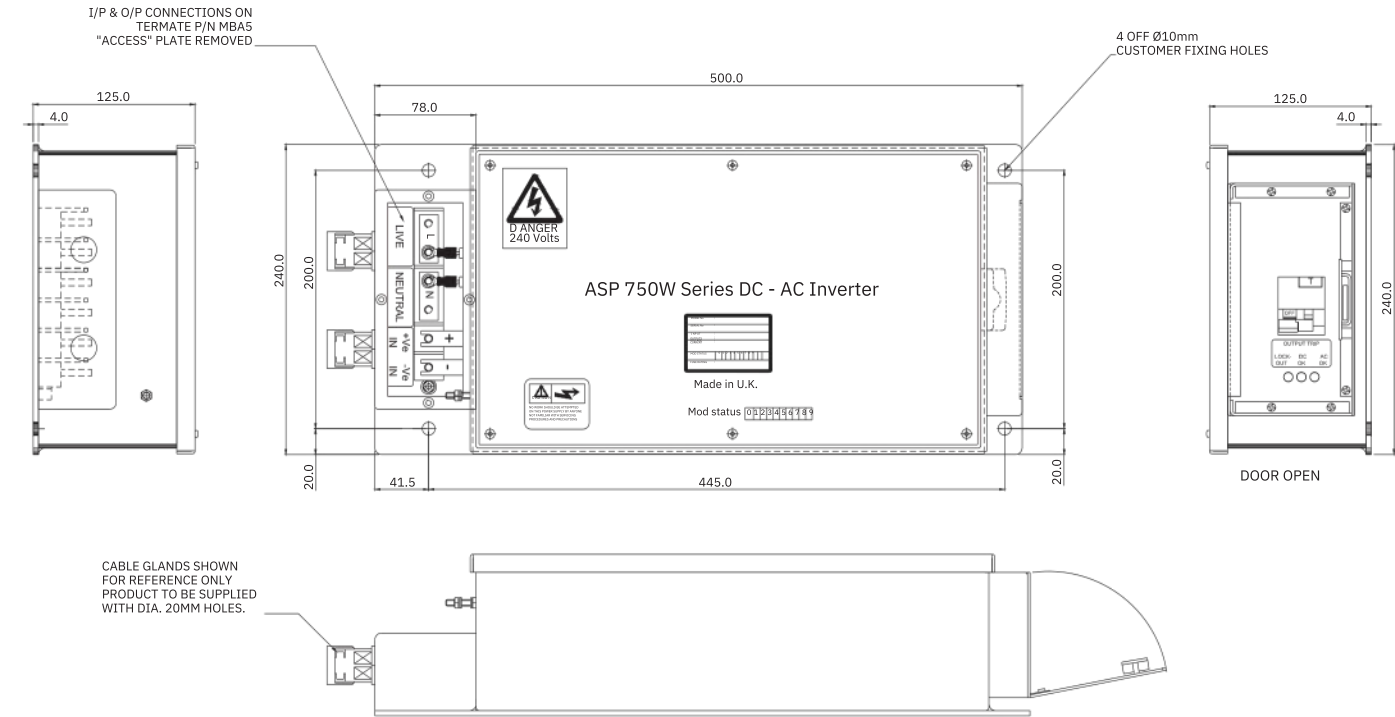 I/P & O/P CONNECTIONS ON
TERMATE P/N MBA5
"ACCESS" PLATE REMOVED
4 OFF Ø10mm
CUSTOMER FIXING HOLES
125.0
4.0
500.0
78.0
125.0
4.0
240.0
200.0
20.0
LIVE
L
NEUTRAL
N
+Ve
IN
+
-Ve
IN
-
D ANGER
240 Volts
ASP 750W Series DC - AC Inverter
Made in U.K.
Mod status 0 1 2 3 4 5 6 7 8 9
41.5
445.0
200.0
20.0
240.0
OFF
OUTPUT TRIP
LOCK DC AC
OUT OK OK
DOOR OPEN
CABLE GLANDS SHOWN
FOR REFERENCE ONLY
PRODUCT TO BE SUPPLIED
WITH DIA. 20MM HOLES.